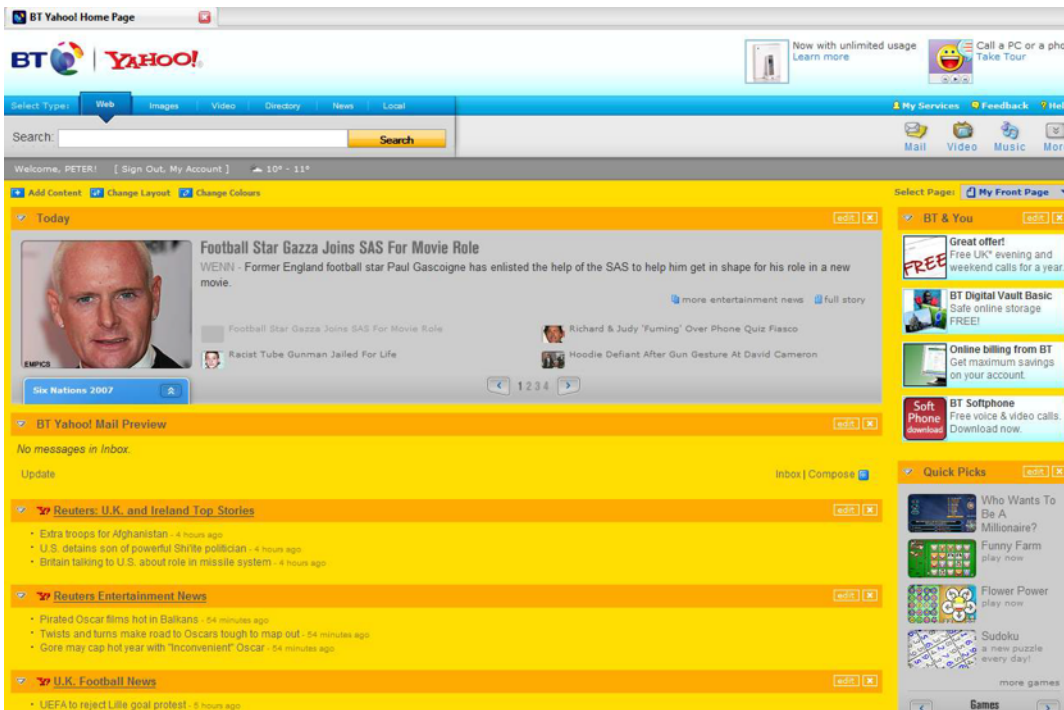 BT Yahoo! Home Page
BT YAHOO!
Now with unlimited usage
Learn more
Call a PC or a pho
Take Tour
Select Type: Web Images Video Directory News Local
My Services Feedback Hel
Search: Search
Mail Video Music Mor
Welcome, PETER! [ Sign Out, My Account ] 10° - 11°
Add Content Change Layout Change Colours
Select Page: My Front Page
Today edit
Football Star Gazza Joins SAS For Movie Role
WENN - Former England football star Paul Gascoigne has enlisted the help of the SAS to help him get in shape for his role in a new
movie.
more entertainment news full story
Football Star Gazza Joins SAS For Movie Role
Richard & Judy 'Fuming' Over Phone Quiz Fiasco
Racist Tube Gunman Jailed For Life
Hoodie Defiant After Gun Gesture At David Cameron
EMPICS
Six Nations 2007
1 2 3 4
BT Yahoo! Mail Preview edit
No messages in Inbox.
Update
Inbox | Compose
Reuters: U.K. and Ireland Top Stories edit
Extra troops for Afghanistan - 4 hours ago
U.S. detains son of powerful Shi'ite politician - 4 hours ago
Britain talking to U.S. about role in missile system - 4 hours ago
Reuters Entertainment News edit
Pirated Oscar films hot in Balkans - 54 minutes ago
Twists and turns make road to Oscars tough to map out - 54 minutes ago
Gore may cap hot year with "Inconvenient" Oscar - 54 minutes ago
U.K. Football News edit
UEFA to reject Lille goal protest - 5 hours ago
BT & You edit
FREE
Great offer!
Free UK* evening and
weekend calls for a year.
BT Digital Vault Basic
Safe online storage
FREE!
Online billing from BT
Get maximum savings
on your account.
Soft
Phone
download
BT Softphone
Free voice & video calls.
Download now.
Quick Picks edit
Who Wants To
Be A
Millionaire?
Funny Farm
play now
Flower Power
play now
Sudoku
a new puzzle
every day!
more games
Games